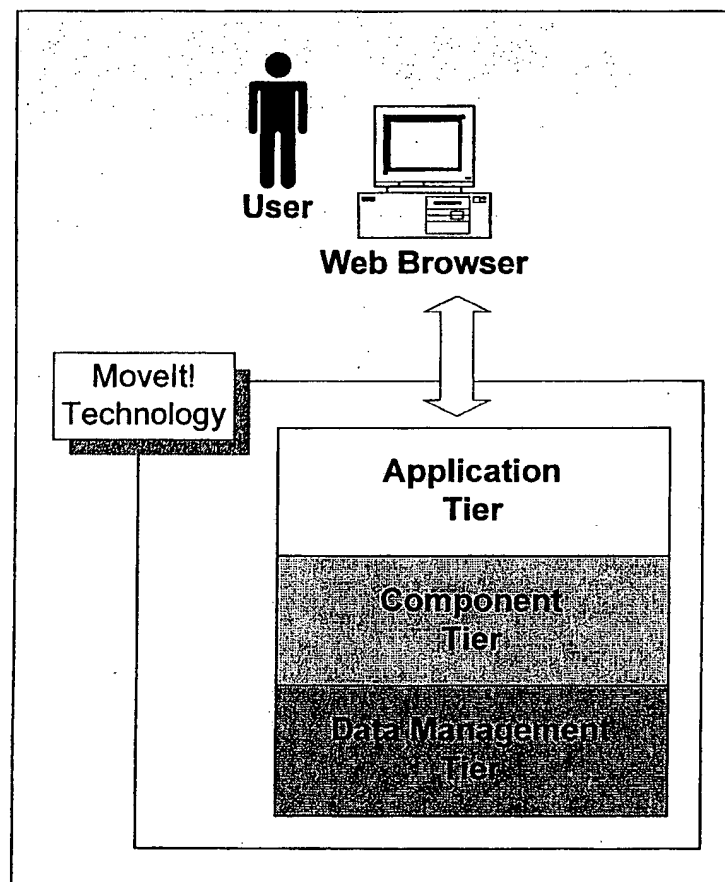 User
Web Browser
MoveIt!
Technology
Application
Tier
Component
Tier
Data Management
Tier